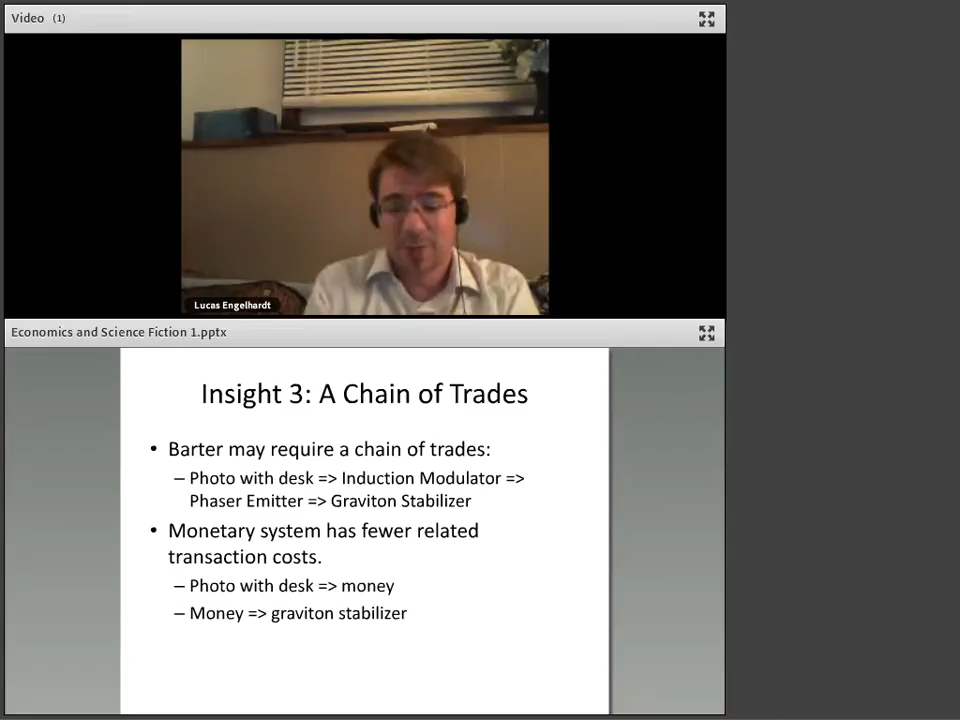 Video (1)
Lucas Engelhardt
Economics and Science Fiction 1.pptx
Insight 3: A Chain of Trades
• Barter may require a chain of trades:
– Photo with desk => Induction Modulator =>
Phaser Emitter => Graviton Stabilizer
• Monetary system has fewer related
transaction costs.
– Photo with desk => money
– Money => graviton stabilizer